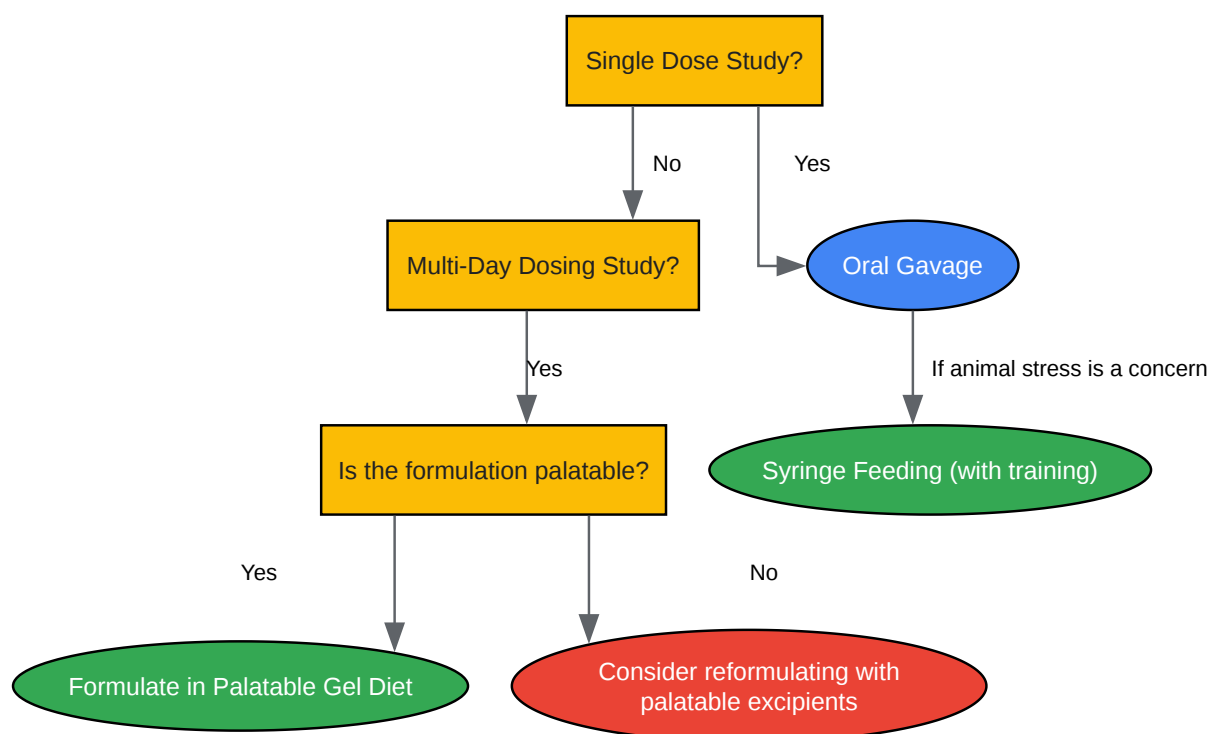 Single Dose Study?
No
Yes
Multi-Day Dosing Study?
Oral Gavage
Yes
If animal stress is a concern
Is the formulation palatable?
Syringe Feeding (with training)
Yes
No
Formulate in Palatable Gel Diet
Consider reformulating with
palatable excipients